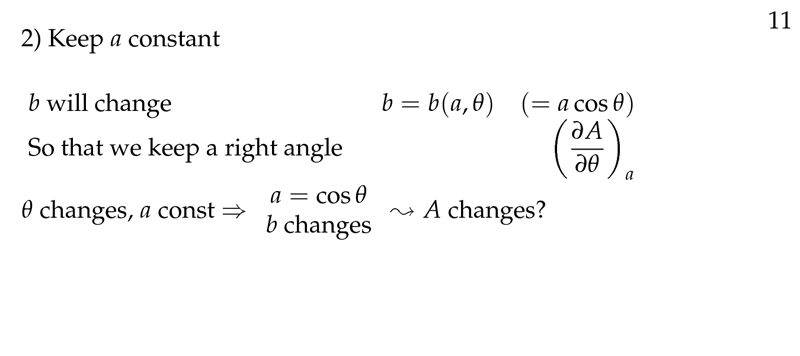 11
2) Keep a constant
b will change b = b(a, θ) (= a cos θ)
So that we keep a right angle (∂A/∂θ)_a
θ changes, a const ⇒ a = cos θ b changes ⇝ A changes?